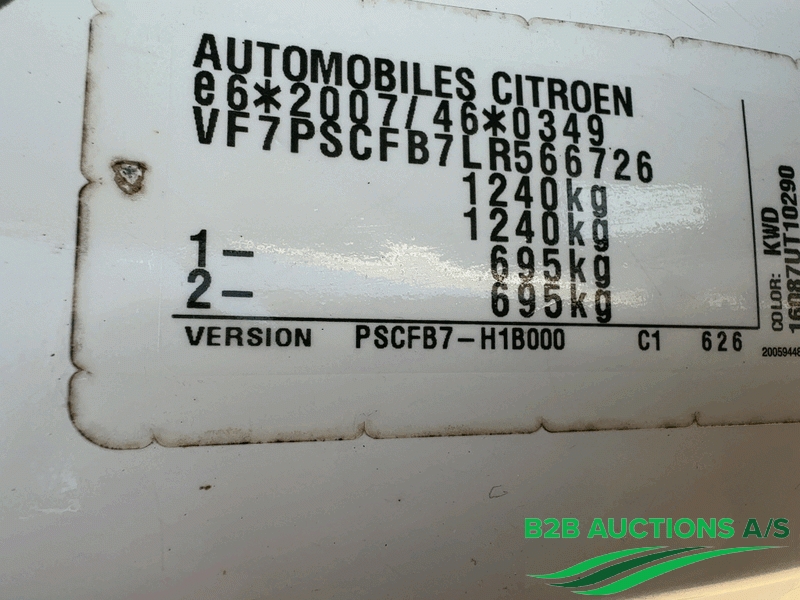 AUTOMOBILES CITROEN
e6*2007/46*0349
VF7PSCFB7LR566726
1240kg
1240kg
1- 695kg
2- 695kg
VERSION PSCFB7-H1B000 C1 626
COLOR: KWD
16087UT10290
20059448
B2B AUCTIONS A/S